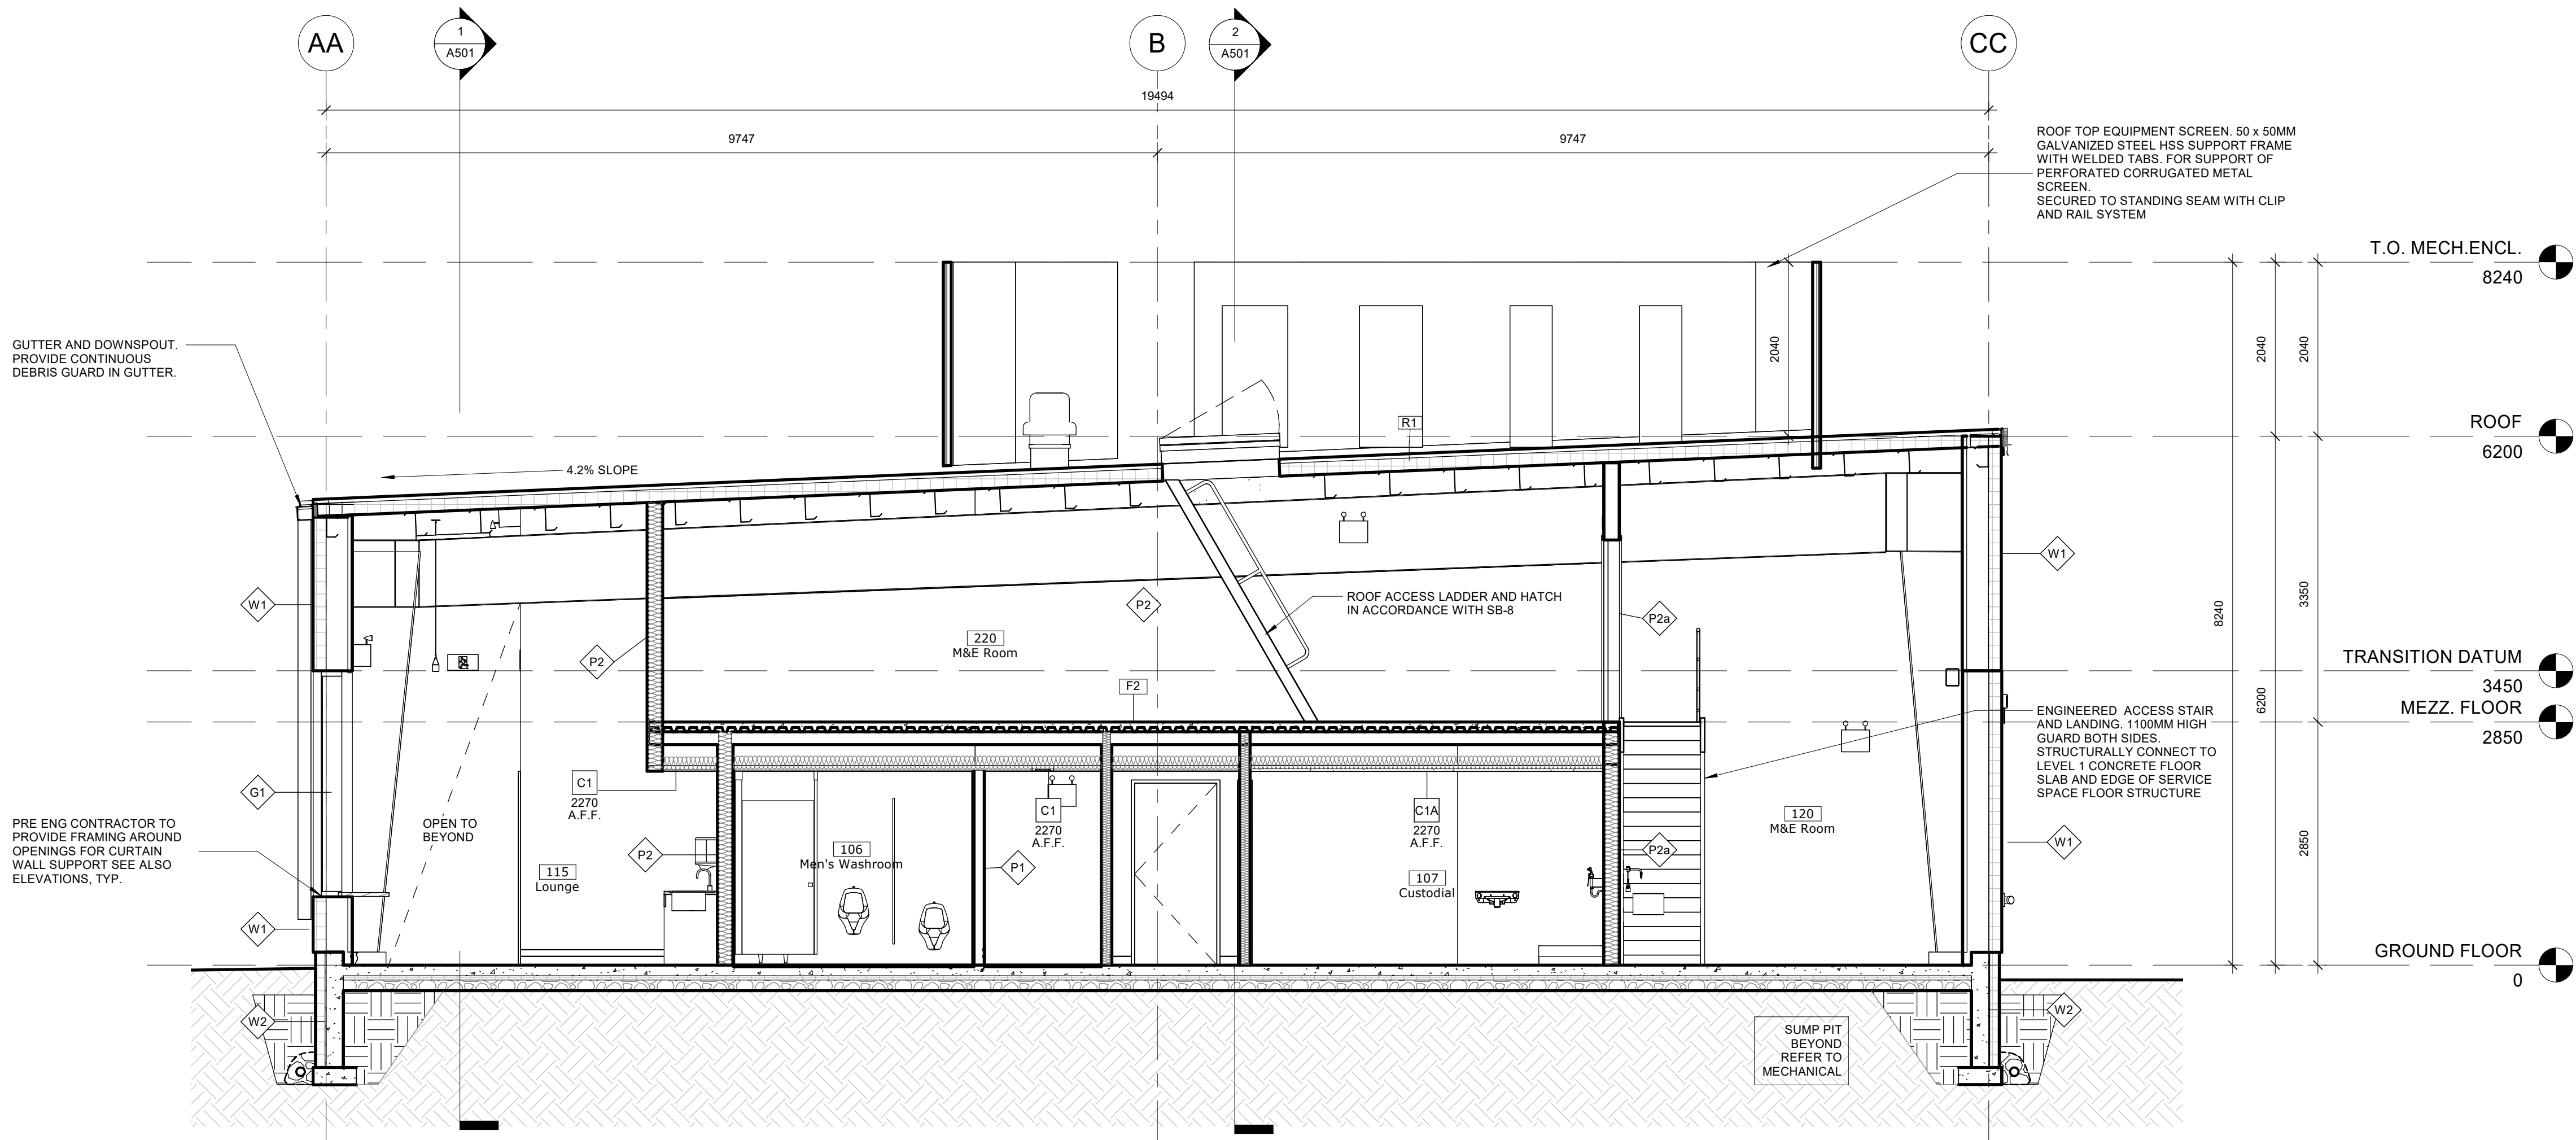 AA
1
A501
B
2
A501
CC
19494
9747
9747
ROOF TOP EQUIPMENT SCREEN. 50 x 50MM
GALVANIZED STEEL HSS SUPPORT FRAME
WITH WELDED TABS. FOR SUPPORT OF
PERFORATED CORRUGATED METAL
SCREEN.
SECURED TO STANDING SEAM WITH CLIP
AND RAIL SYSTEM
T.O. MECH.ENCL.
8240
GUTTER AND DOWNSPOUT.
PROVIDE CONTINUOUS
DEBRIS GUARD IN GUTTER.
2040
2040
2040
R1
ROOF
6200
4.2% SLOPE
W1
W1
P2
ROOF ACCESS LADDER AND HATCH
IN ACCORDANCE WITH SB-8
P2a
3350
8240
220
M&E Room
P2
F2
TRANSITION DATUM
3450
6200
MEZZ. FLOOR
2850
ENGINEERED ACCESS STAIR
AND LANDING. 1100MM HIGH
GUARD BOTH SIDES.
STRUCTURALLY CONNECT TO
LEVEL 1 CONCRETE FLOOR
SLAB AND EDGE OF SERVICE
SPACE FLOOR STRUCTURE
G1
C1
2270
A.F.F.
C1
2270
A.F.F.
C1A
2270
A.F.F.
120
M&E Room
PRE ENG CONTRACTOR TO
PROVIDE FRAMING AROUND
OPENINGS FOR CURTAIN
WALL SUPPORT SEE ALSO
ELEVATIONS, TYP.
OPEN TO
BEYOND
P2
106
Men's Washroom
P1
P2a
W1
2850
115
Lounge
107
Custodial
W1
GROUND FLOOR
0
W2
W2
SUMP PIT
BEYOND
REFER TO
MECHANICAL